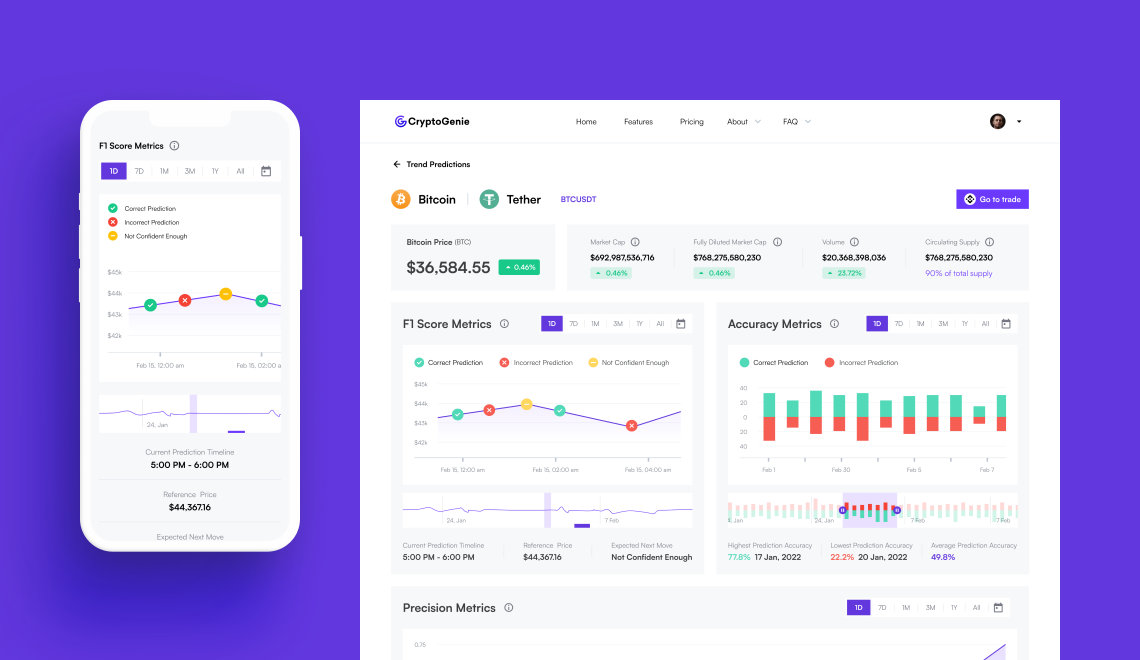 F1 Score Metrics
1D 7D 1M 3M 1Y All
Correct Prediction
Incorrect Prediction
Not Confident Enough
$45k
$44k
$43k
$42k
Feb 15, 12:00 am Feb 15, 02:00 a
24. Jan
Current Prediction Timeline
5:00 PM - 6:00 PM
Reference Price
$44,367.16
Expected Next Move
CryptoGenie
Home Features Pricing About FAQ
Trend Predictions
Bitcoin Tether BTCUSDT
Go to trade
Bitcoin Price (BTC)
$36,584.55 0.46%
Market Cap Fully Diluted Market Cap Volume Circulating Supply
$692,987,536,716 $768,275,580,230 $20,368,398,036 $768,275,580,230
0.46% 0.46% 23.72% 90% of total supply
F1 Score Metrics
1D 7D 1M 3M 1Y All
Correct Prediction Incorrect Prediction Not Confident Enough
$45k
$44k
$43k
$42k
Feb 15, 12:00 am Feb 15, 02:00 am Feb 15, 04:00 am
24. Jan 7 Feb
Current Prediction Timeline Reference Price Expected Next Move
5:00 PM - 6:00 PM $44,367.16 Not Confident Enough
Accuracy Metrics
1D 7D 1M 3M 1Y All
Correct Prediction Incorrect Prediction
40
20
0
20
40
Feb 1 Feb 30 Feb 5 Feb 7
. Jan 24. Jan 7 Feb 7 Feb
Highest Prediction Accuracy Lowest Prediction Accuracy Average Prediction Accuracy
77.8% 17 Jan, 2022 22.2% 20 Jan, 2022 49.8%
Precision Metrics
1D 7D 1M 3M 1Y All
0.75